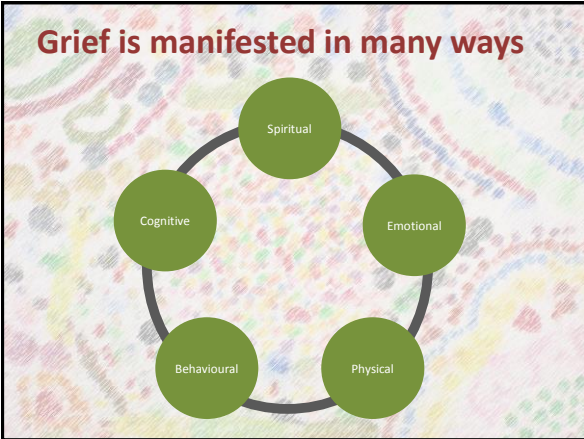 Grief is manifested in many ways
Spiritual
Emotional
Physical
Behavioural
Cognitive